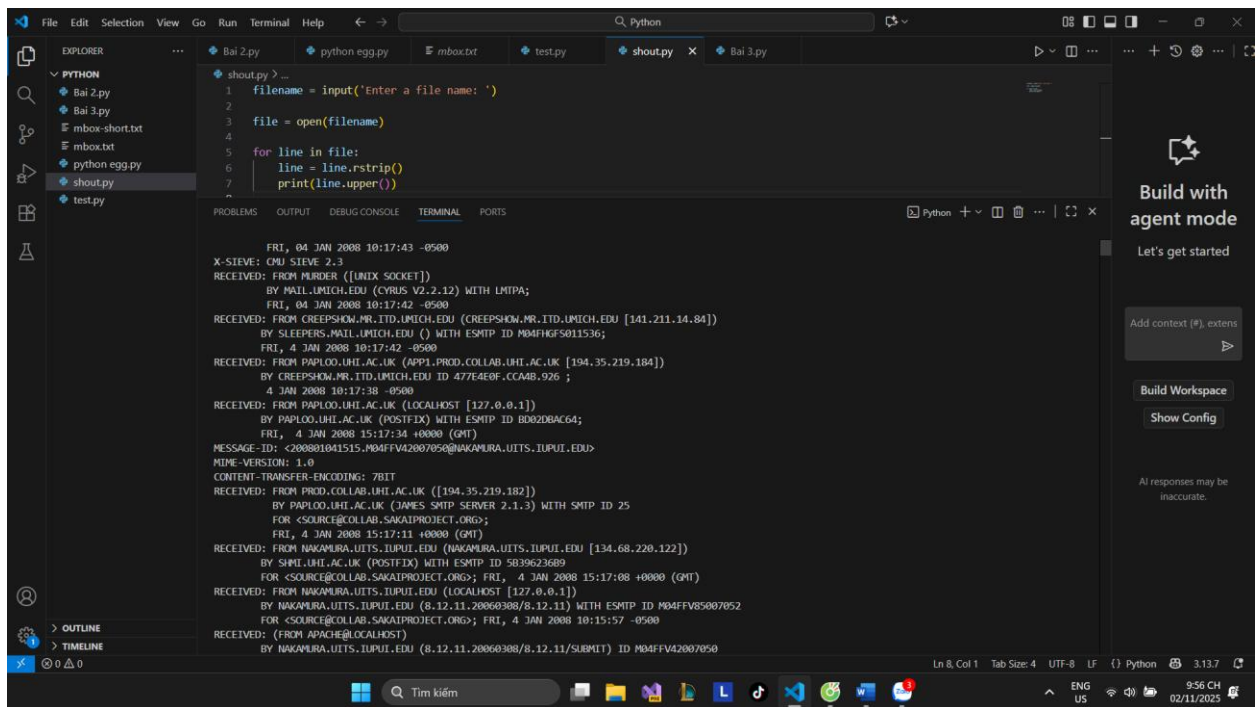 File Edit Selection View Go Run Terminal Help
Python
EXPLORER
Bai 2.py
python egg.py
mbox.txt
test.py
shout.py
Bai 3.py
PYTHON
Bai 2.py
Bai 3.py
mbox-short.txt
mbox.txt
python egg.py
shout.py
test.py
shout.py > ...
1 filename = input('Enter a file name: ')
2
3 file = open(filename)
4
5 for line in file:
6 line = line.rstrip()
7 print(line.upper())
PROBLEMS OUTPUT DEBUG CONSOLE TERMINAL PORTS
Python
FRI, 04 JAN 2008 10:17:43 -0500
X-SIEVE: CMU SIEVE 2.3
RECEIVED: FROM MURDER ([UNIX SOCKET])
BY MAIL.UMICH.EDU (CYRUS V2.2.12) WITH LMTPA;
FRI, 04 JAN 2008 10:17:42 -0500
RECEIVED: FROM CREEPSHOW.MR.ITD.UMICH.EDU (CREEPSHOW.MR.ITD.UMICH.EDU [141.211.14.84])
BY SLEEPERS.MAIL.UMICH.EDU () WITH ESMTP ID M04FHGFS011536;
FRI, 4 JAN 2008 10:17:42 -0500
RECEIVED: FROM PAPLOO.UHI.AC.UK (APP1.PROD.COLLAB.UHI.AC.UK [194.35.219.184])
BY CREEPSHOW.MR.ITD.UMICH.EDU ID 477E4E0F.CCA4B.926 ;
4 JAN 2008 10:17:38 -0500
RECEIVED: FROM PAPLOO.UHI.AC.UK (LOCALHOST [127.0.0.1])
BY PAPLOO.UHI.AC.UK (POSTFIX) WITH ESMTP ID BD02DBAC64;
FRI,  4 JAN 2008 15:17:34 +0000 (GMT)
MESSAGE-ID: <200801041515.M04FFV42007050@NAKAMURA.UITS.IUPUI.EDU>
MIME-VERSION: 1.0
CONTENT-TRANSFER-ENCODING: 7BIT
RECEIVED: FROM PROD.COLLAB.UHI.AC.UK ([194.35.219.182])
BY PAPLOO.UHI.AC.UK (JAMES SMTP SERVER 2.1.3) WITH SMTP ID 25
FOR <SOURCE@COLLAB.SAKAIPROJECT.ORG>;
FRI, 4 JAN 2008 15:17:11 +0000 (GMT)
RECEIVED: FROM NAKAMURA.UITS.IUPUI.EDU (NAKAMURA.UITS.IUPUI.EDU [134.68.220.122])
BY SHMI.UHI.AC.UK (POSTFIX) WITH ESMTP ID 5B396236B9
FOR <SOURCE@COLLAB.SAKAIPROJECT.ORG>; FRI,  4 JAN 2008 15:17:08 +0000 (GMT)
RECEIVED: FROM NAKAMURA.UITS.IUPUI.EDU (LOCALHOST [127.0.0.1])
BY NAKAMURA.UITS.IUPUI.EDU (8.12.11.20060308/8.12.11) WITH ESMTP ID M04FFV85007052
FOR <SOURCE@COLLAB.SAKAIPROJECT.ORG>; FRI, 4 JAN 2008 10:15:57 -0500
RECEIVED: (FROM APACHE@LOCALHOST)
BY NAKAMURA.UITS.IUPUI.EDU (8.12.11.20060308/8.12.11/SUBMIT) ID M04FFV42007050
Build with
agent mode
Let's get started
Add context (#), extens
Build Workspace
Show Config
AI responses may be
inaccurate.
OUTLINE
TIMELINE
0 0
Ln 8, Col 1 Tab Size: 4 UTF-8 LF {} Python 3.13.7
Tìm kiếm
L
W
Zalo
3
ENG
US
9:56 CH
02/11/2025